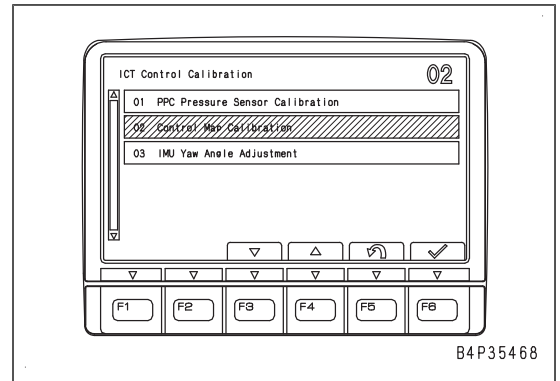 ICT Control Calibration 02
01 PPC Pressure Sensor Calibration
02 Control Map Calibration
03 IMU Yaw Angle Adjustment
F1 F2 F3 F4 F5 F6
B4P35468